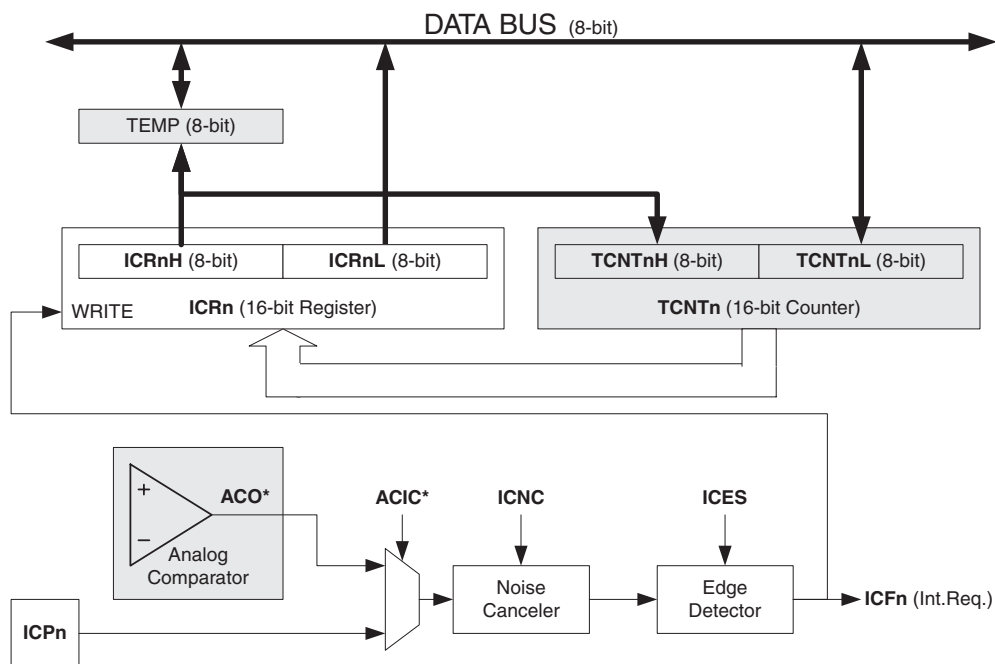 DATA BUS (8-bit)
TEMP (8-bit)
ICRnH (8-bit)
ICRnL (8-bit)
TCNTnH (8-bit)
TCNTnL (8-bit)
WRITE
ICRn (16-bit Register)
TCNTn (16-bit Counter)
+
−
ACO*
Analog
Comparator
ACIC*
ICNC
ICES
Noise
Canceler
Edge
Detector
ICFn (Int.Req.)
ICPn